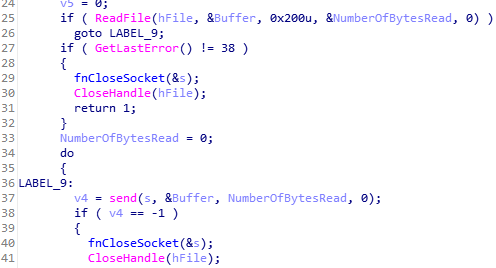 24 v5 = 0;
25 if ( ReadFile(hFile, &Buffer, 0x200u, &NumberOfBytesRead, 0) )
26 goto LABEL_9;
27 if ( GetLastError() != 38 )
28 {
29 fnCloseSocket(&s);
30 CloseHandle(hFile);
31 return 1;
32 }
33 NumberOfBytesRead = 0;
34 do
35 {
36 LABEL_9:
37 v4 = send(s, &Buffer, NumberOfBytesRead, 0);
38 if ( v4 == -1 )
39 {
40 fnCloseSocket(&s);
41 CloseHandle(hFile);